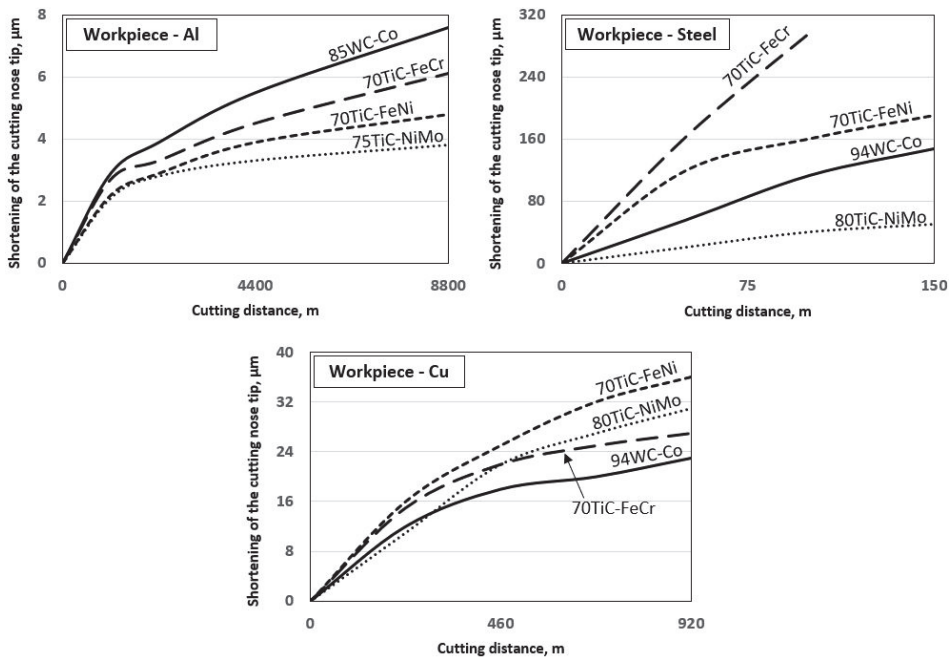 Workpiece - Al
Shortening of the cutting nose tip, µm
8
6
4
2
0
85WC-Co
70TiC-FeCr
70TiC-FeNi
75TiC-NiMo
0 4400 8800
Cutting distance, m
Workpiece - Steel
Shortening of the cutting nose tip, µm
320
240
160
80
0
70TiC-FeCr
70TiC-FeNi
94WC-Co
80TiC-NiMo
0 75 150
Cutting distance, m
Workpiece - Cu
Shortening of the cutting nose tip, µm
40
32
24
16
8
0
70TiC-FeNi
80TiC-NiMo
94WC-Co
70TiC-FeCr
0 460 920
Cutting distance, m